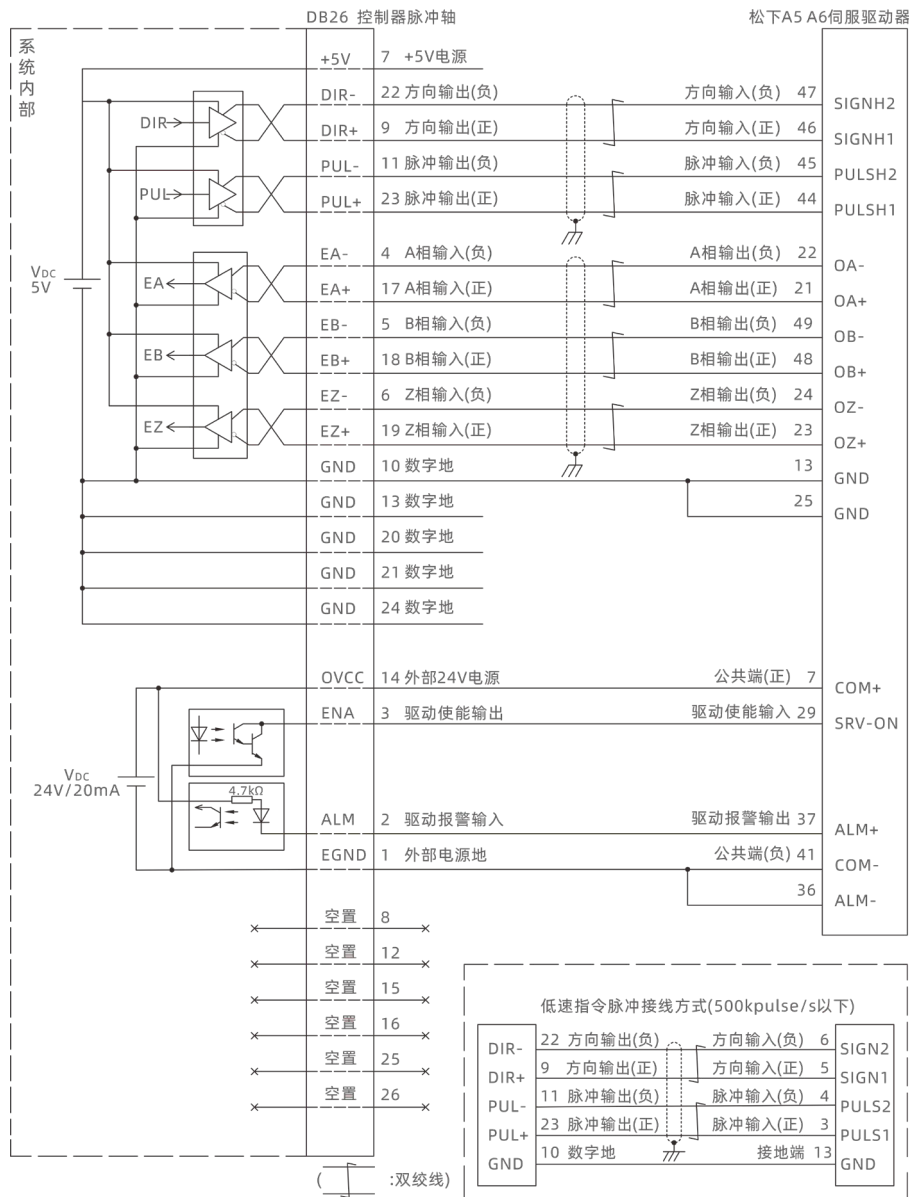 DB26 控制器脉冲轴 松下A5 A6伺服驱动器
系统内部
+5V 7 +5V电源
DIR- 22 方向输出(负) 方向输入(负) 47 SIGNH2
DIR DIR+ 9 方向输出(正) 方向输入(正) 46 SIGNH1
PUL- 11 脉冲输出(负) 脉冲输入(负) 45 PULSH2
PUL PUL+ 23 脉冲输出(正) 脉冲输入(正) 44 PULSH1
EA- 4 A相输入(负) A相输出(负) 22 OA-
VDC 5V EA EA+ 17 A相输入(正) A相输出(正) 21 OA+
EB- 5 B相输入(负) B相输出(负) 49 OB-
EB EB+ 18 B相输入(正) B相输出(正) 48 OB+
EZ- 6 Z相输入(负) Z相输出(负) 24 OZ-
EZ EZ+ 19 Z相输入(正) Z相输出(正) 23 OZ+
GND 10 数字地 13 GND
GND 13 数字地 25 GND
GND 20 数字地
GND 21 数字地
GND 24 数字地
OVCC 14 外部24V电源 公共端(正) 7 COM+
ENA 3 驱动使能输出 驱动使能输入 29 SRV-ON
VDC
24V/20mA 4.7kΩ
ALM 2 驱动报警输入 驱动报警输出 37 ALM+
EGND 1 外部电源地 公共端(负) 41 COM-
36 ALM-
空置 8
空置 12
空置 15
空置 16
空置 25
空置 26
低速指令脉冲接线方式(500kpulse/s以下)
DIR- 22 方向输出(负) 方向输入(负) 6 SIGN2
DIR+ 9 方向输出(正) 方向输入(正) 5 SIGN1
PUL- 11 脉冲输出(负) 脉冲输入(负) 4 PULS2
PUL+ 23 脉冲输出(正) 脉冲输入(正) 3 PULS1
GND 10 数字地 接地端 13 GND
( :双绞线)